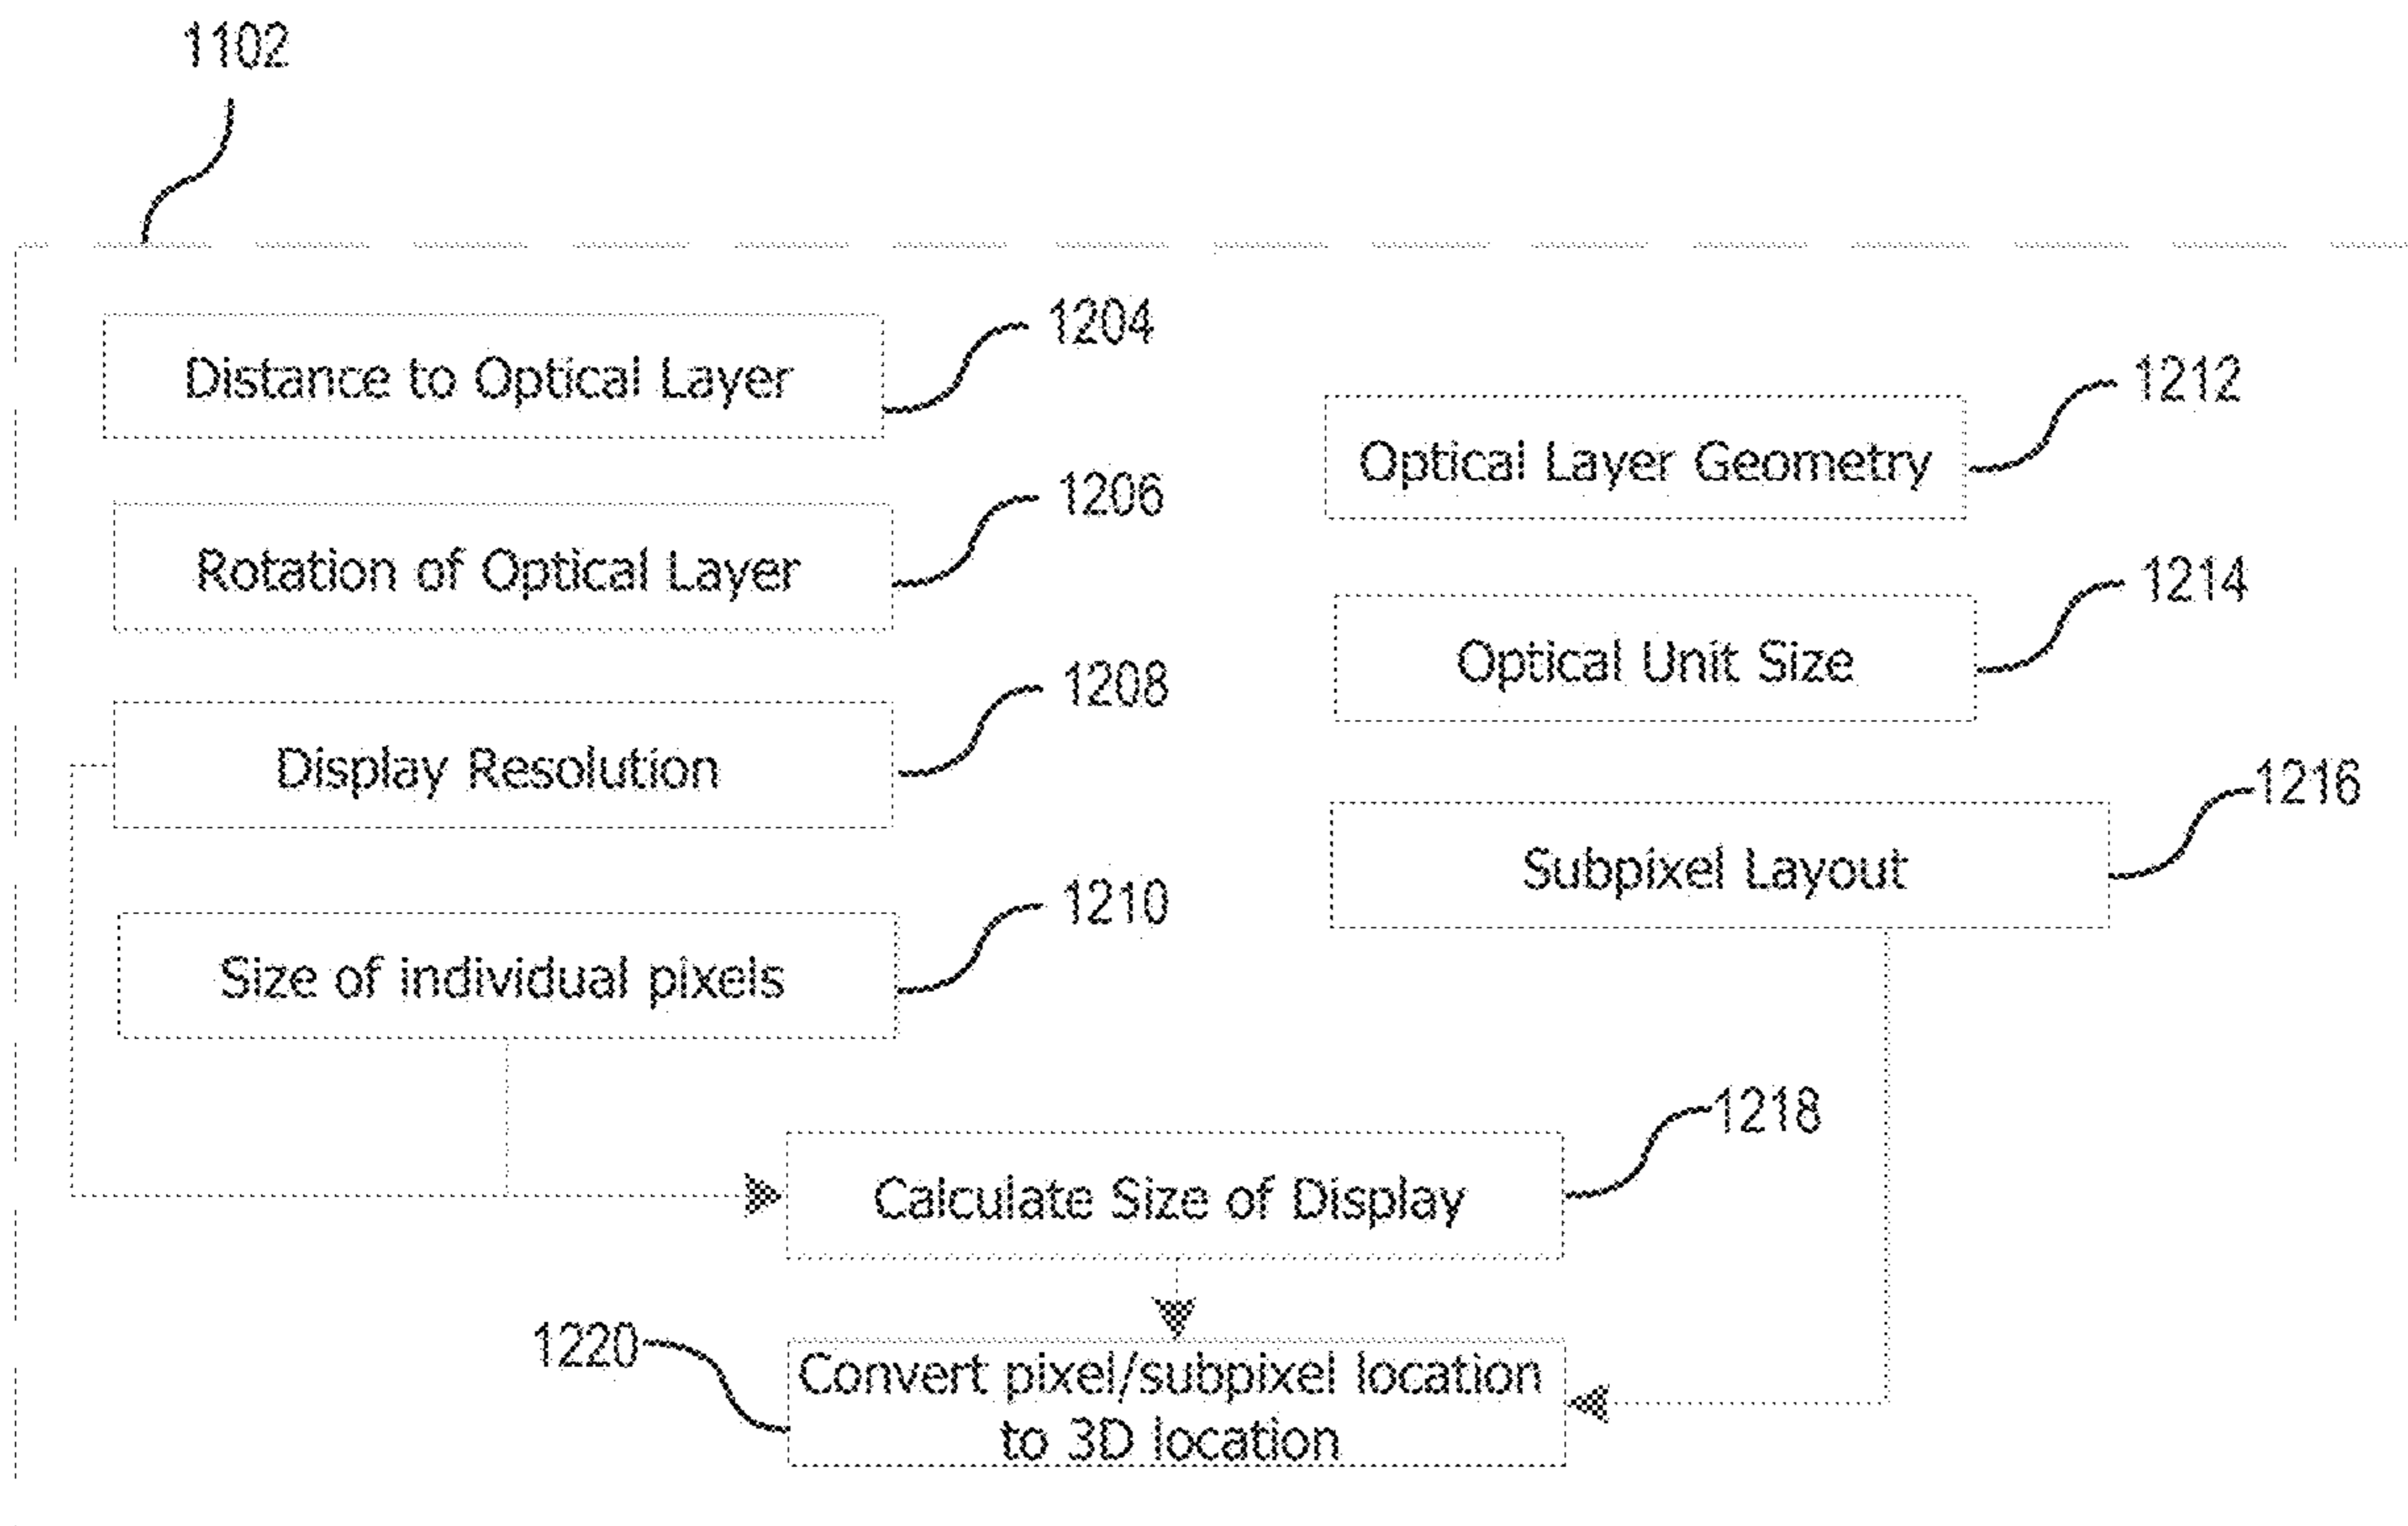 1102
Distance to Optical Layer
1204
Rotation of Optical Layer
1206
Display Resolution
1208
Size of individual pixels
1210
Optical Layer Geometry
1212
Optical Unit Size
1214
Subpixel Layout
1216
Calculate Size of Display
1218
1220
Convert pixel/subpixel location
to 3D location